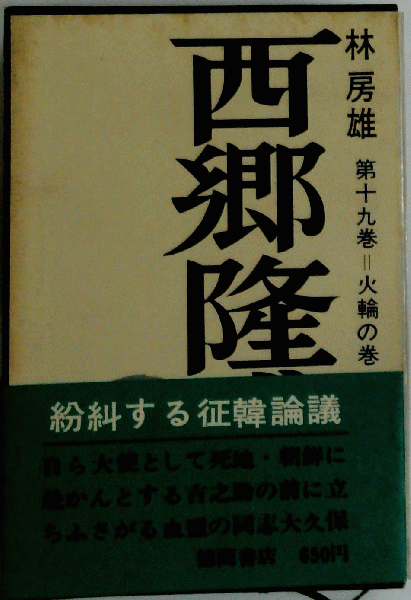 林房雄
第十九巻＝火輪の巻
西郷隆
紛糾する征韓論議
自ら大使として死地・朝鮮に
赴かんとする吉之助の前に立
ちふさがる血盟の同志大久保
徳間書店 650円